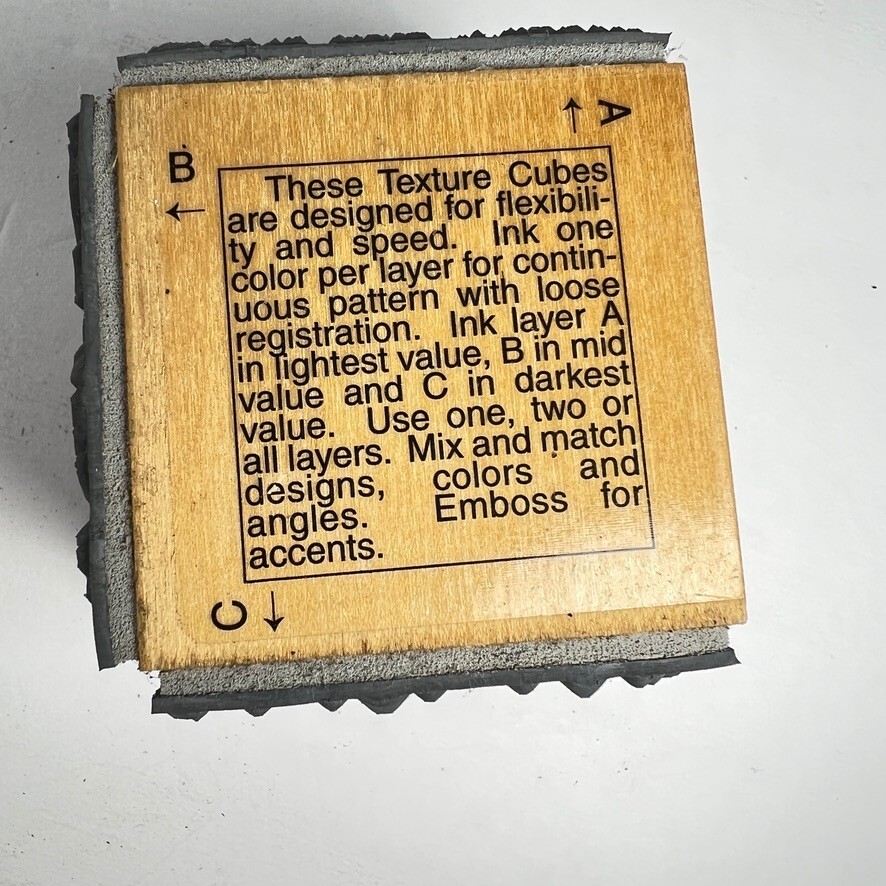 A
↑
B
←
These Texture Cubes
are designed for flexibili-
ty and speed. Ink one
color per layer for contin-
uous pattern with loose
registration. Ink layer A
in lightest value, B in mid
value and C in darkest
value. Use one, two or
all layers. Mix and match
designs, colors and
angles. Emboss for
accents.
C
↓